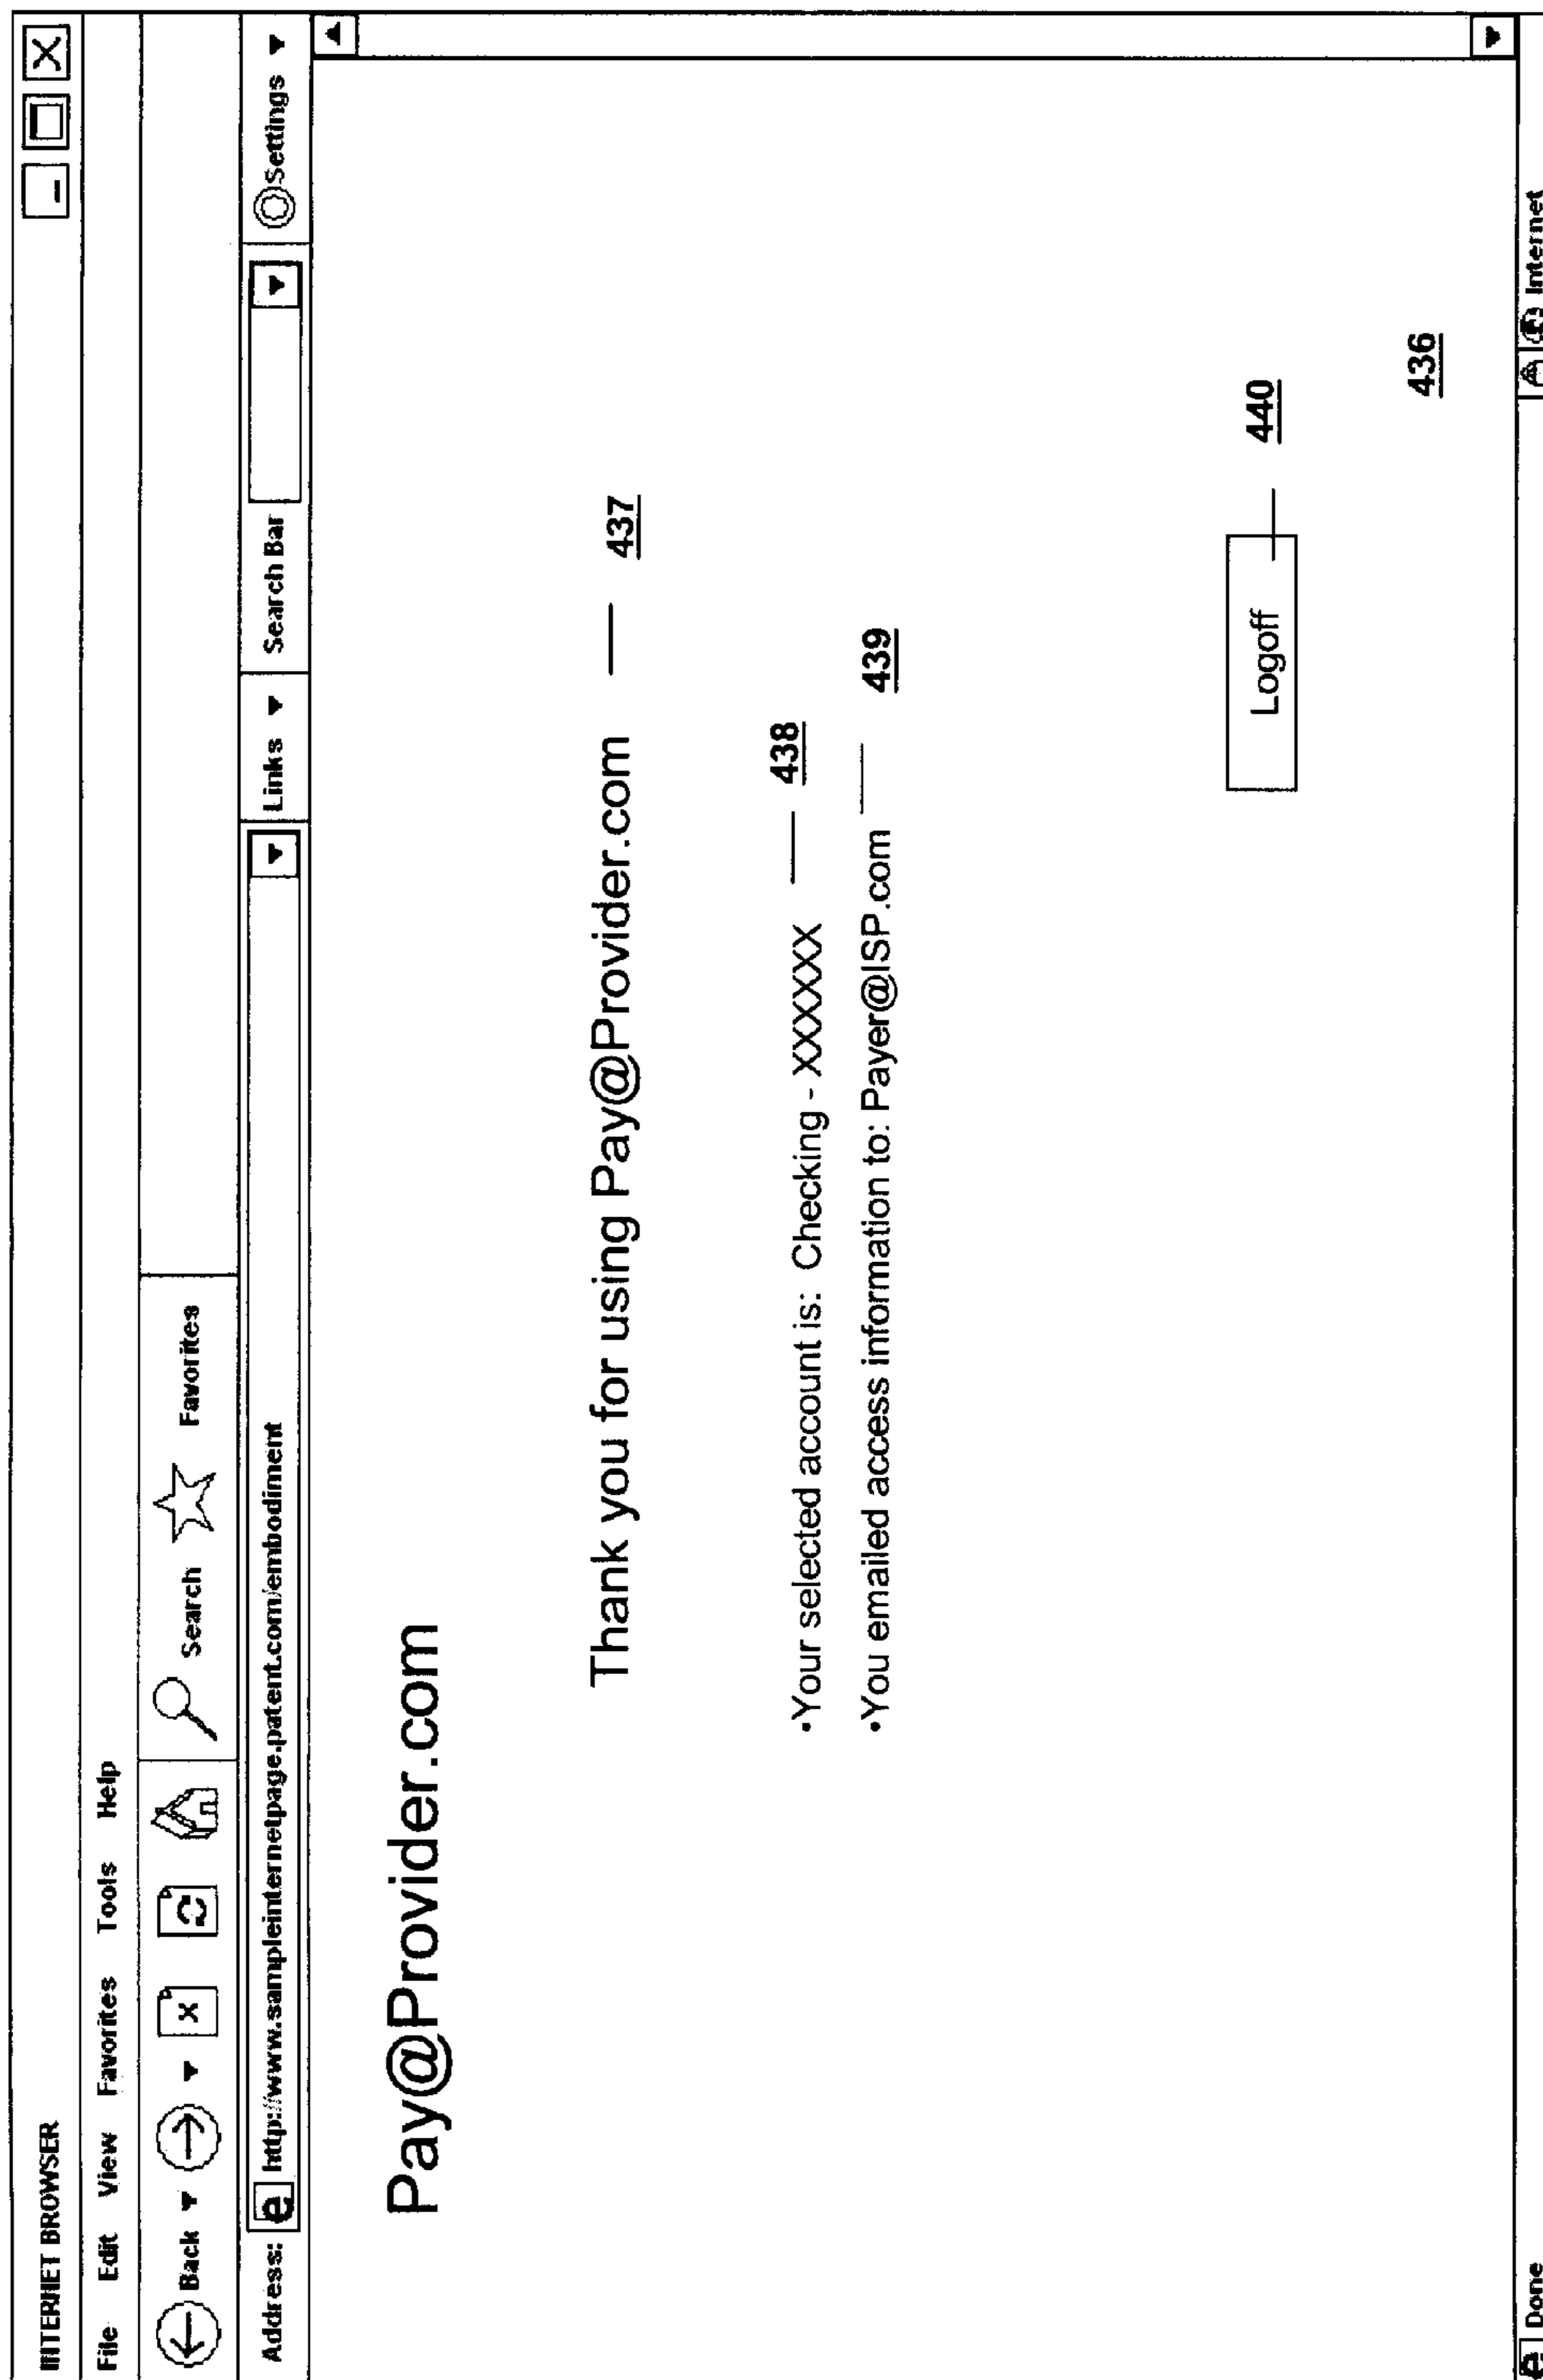 INTERNET BROWSER
File Edit View Favorites Tools Help
Back Search Favorites
Address: e http://www.sampleinternetpage.patent.com/embodiment Links Search Bar Settings
Pay@Provider.com
Thank you for using Pay@Provider.com — 437
•Your selected account is: Checking - XXXXXX — 438
•You emailed access information to: Payer@ISP.com — 439
Logoff — 440
436
e Done Internet